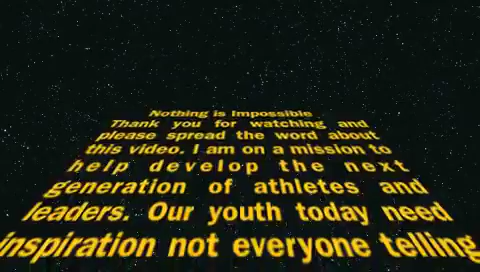 Nothing is Impossible
Thank you for watching and
please spread the word about
this video. I am on a mission to
help develop the next
generation of athletes and
leaders. Our youth today need
inspiration not everyone telling